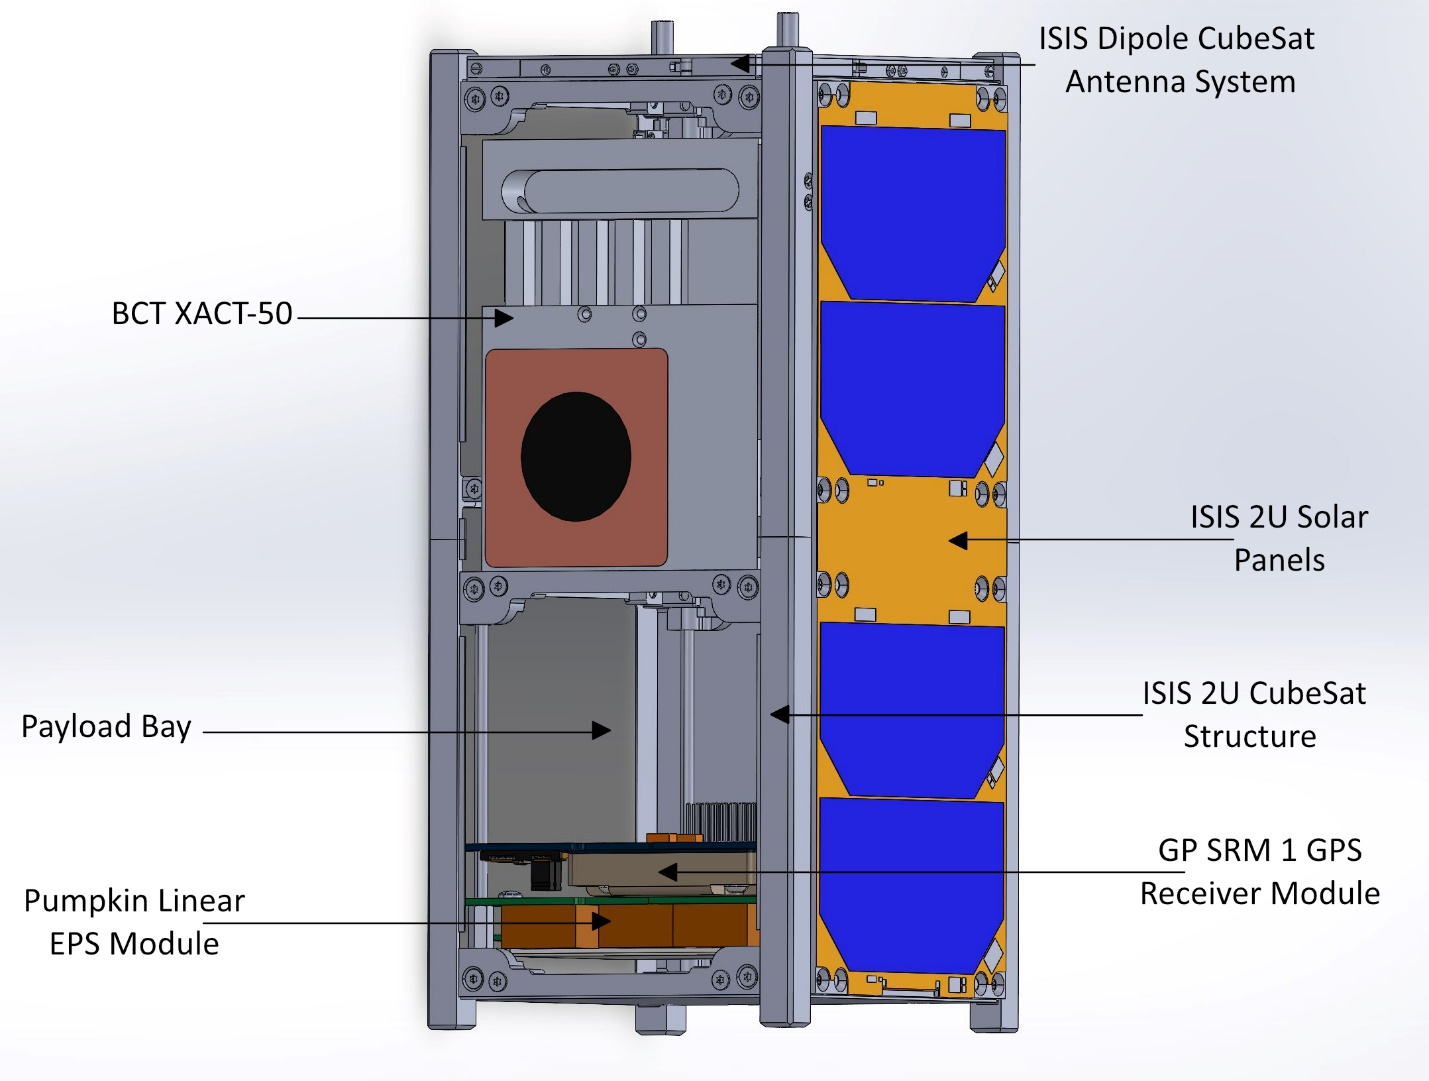 ISIS Dipole CubeSat
Antenna System
BCT XACT-50
ISIS 2U Solar
Panels
ISIS 2U CubeSat
Structure
Payload Bay
GP SRM 1 GPS
Receiver Module
Pumpkin Linear
EPS Module